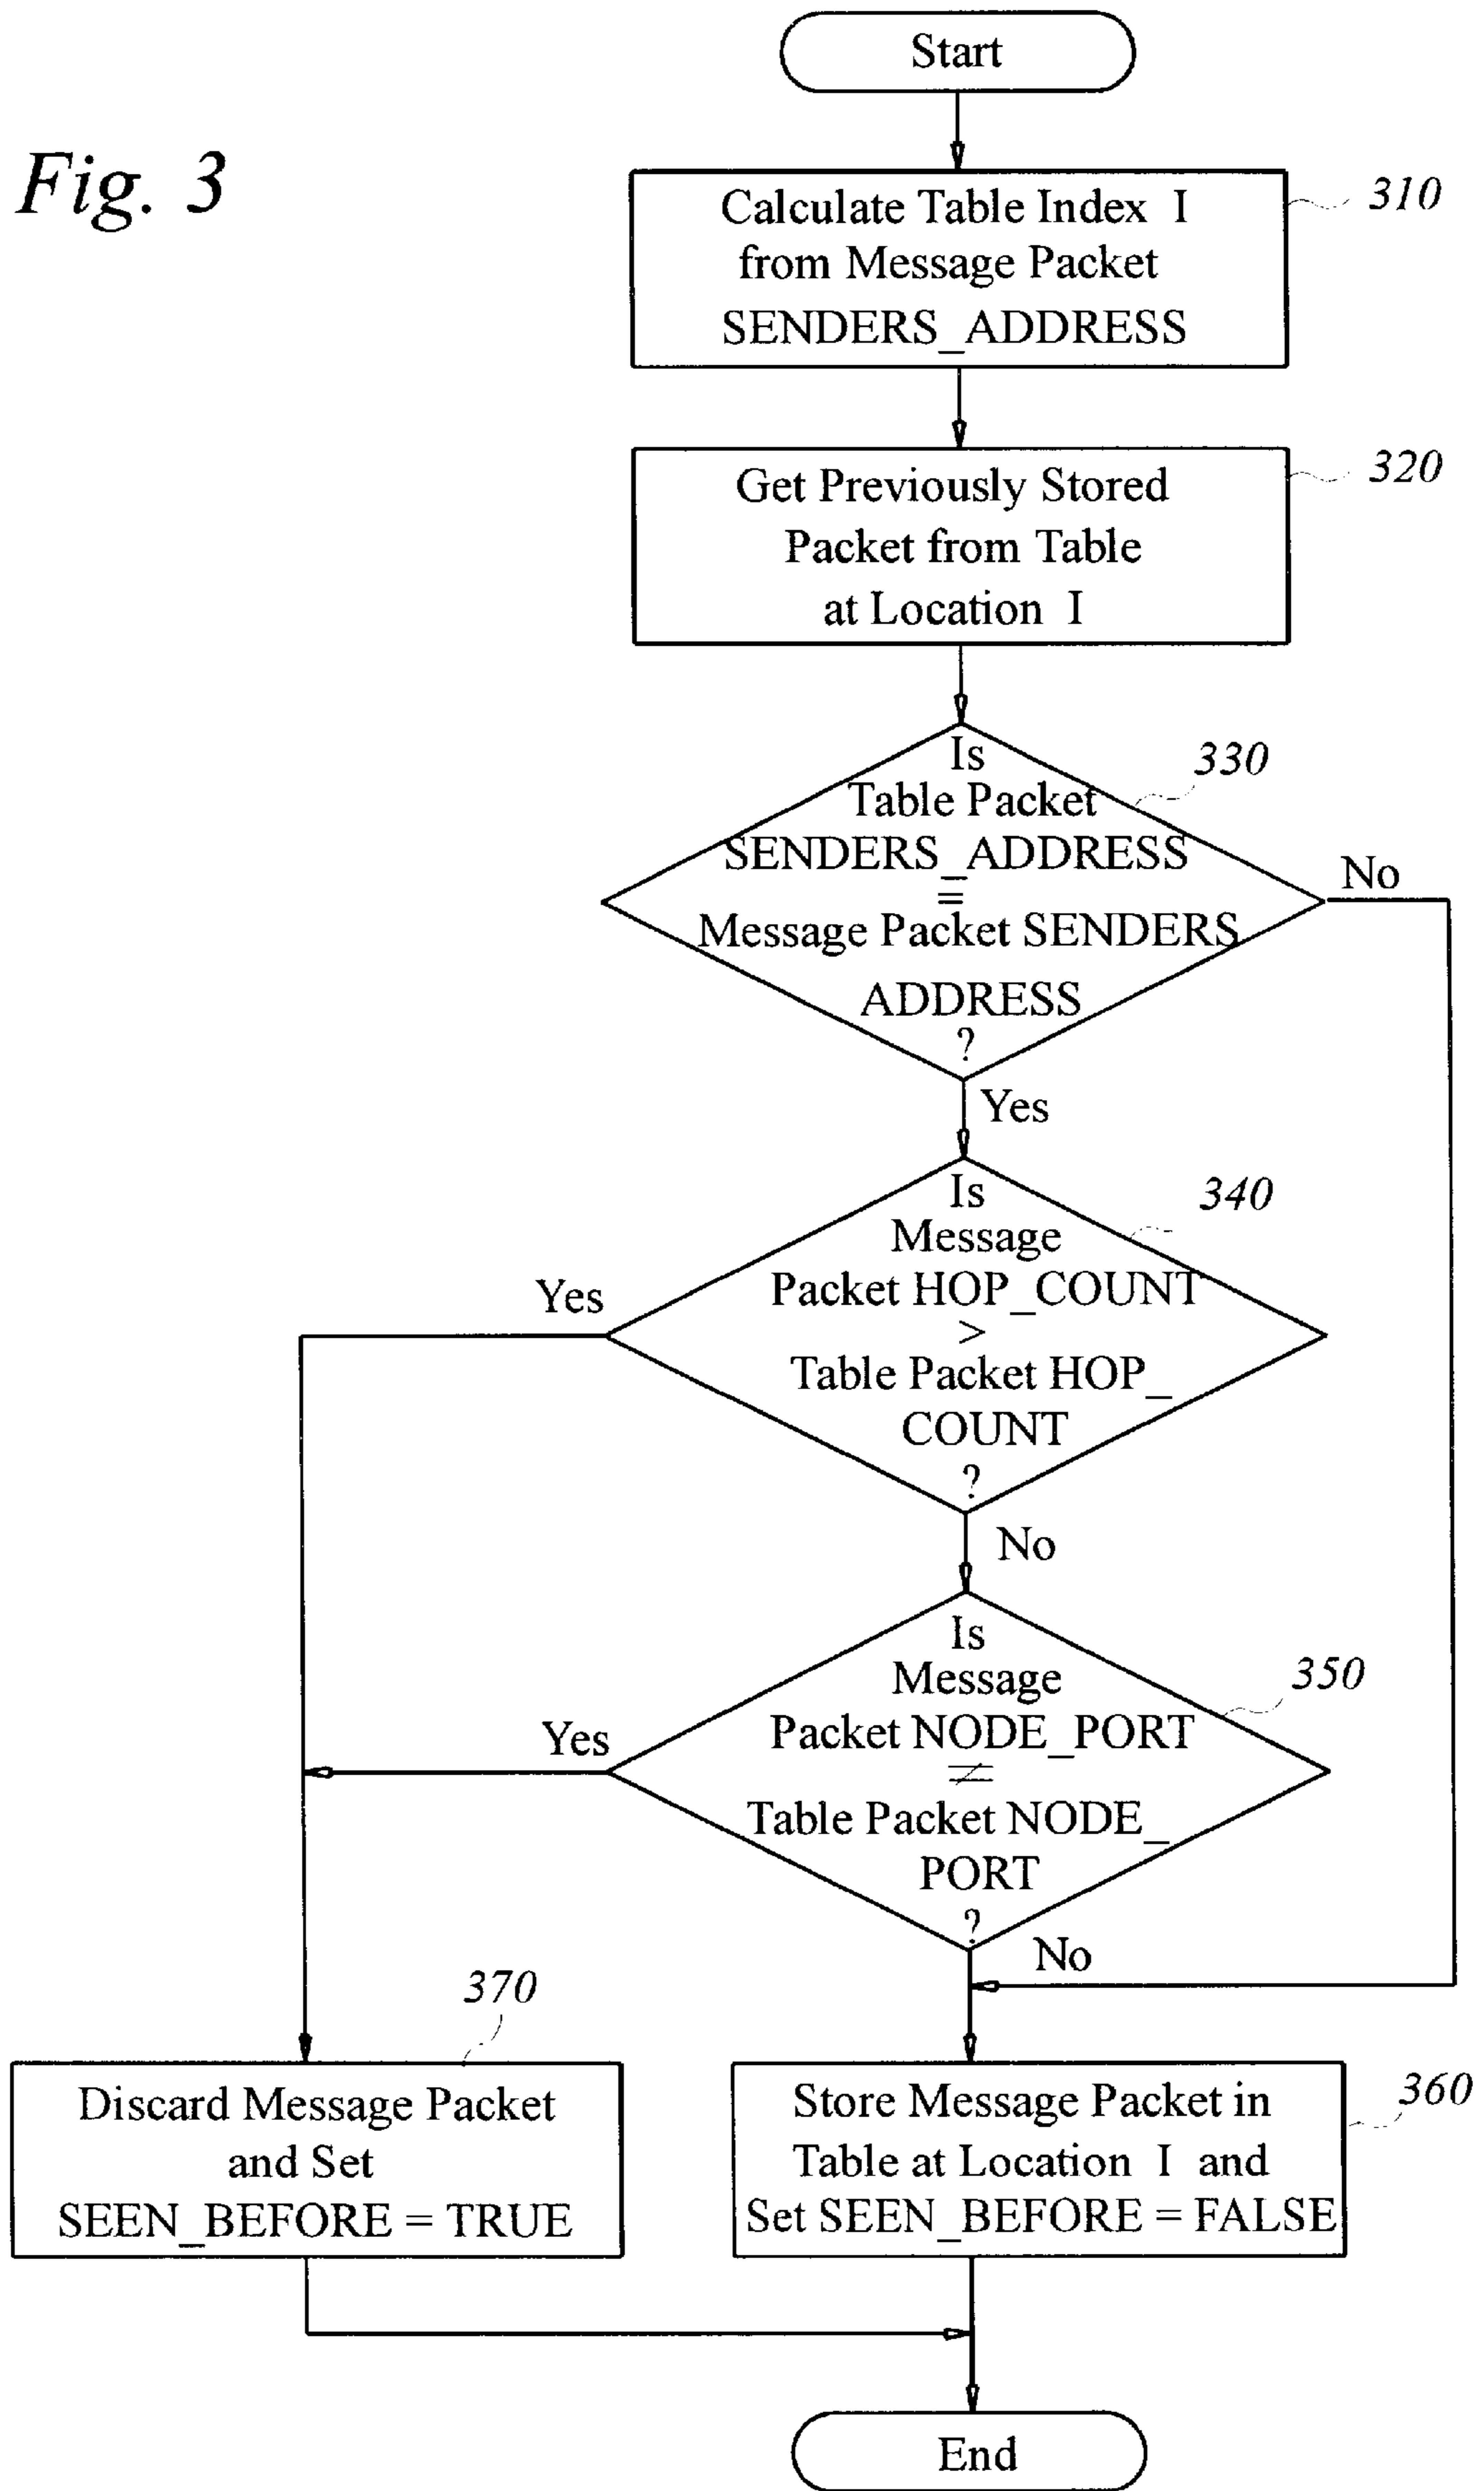 Start
Fig. 3
310
Calculate Table Index I
from Message Packet
SENDERS_ADDRESS
320
Get Previously Stored
Packet from Table
at Location I
330
Is
Table Packet
SENDERS_ADDRESS
=
Message Packet SENDERS_
ADDRESS
?
No
Yes
340
Is
Message
Packet HOP_COUNT
>
Table Packet HOP_
COUNT
?
Yes
No
350
Is
Message
Packet NODE_PORT
≠
Table Packet NODE_
PORT
?
Yes
No
370
Discard Message Packet
and Set
SEEN_BEFORE = TRUE
360
Store Message Packet in
Table at Location I and
Set SEEN_BEFORE = FALSE
End